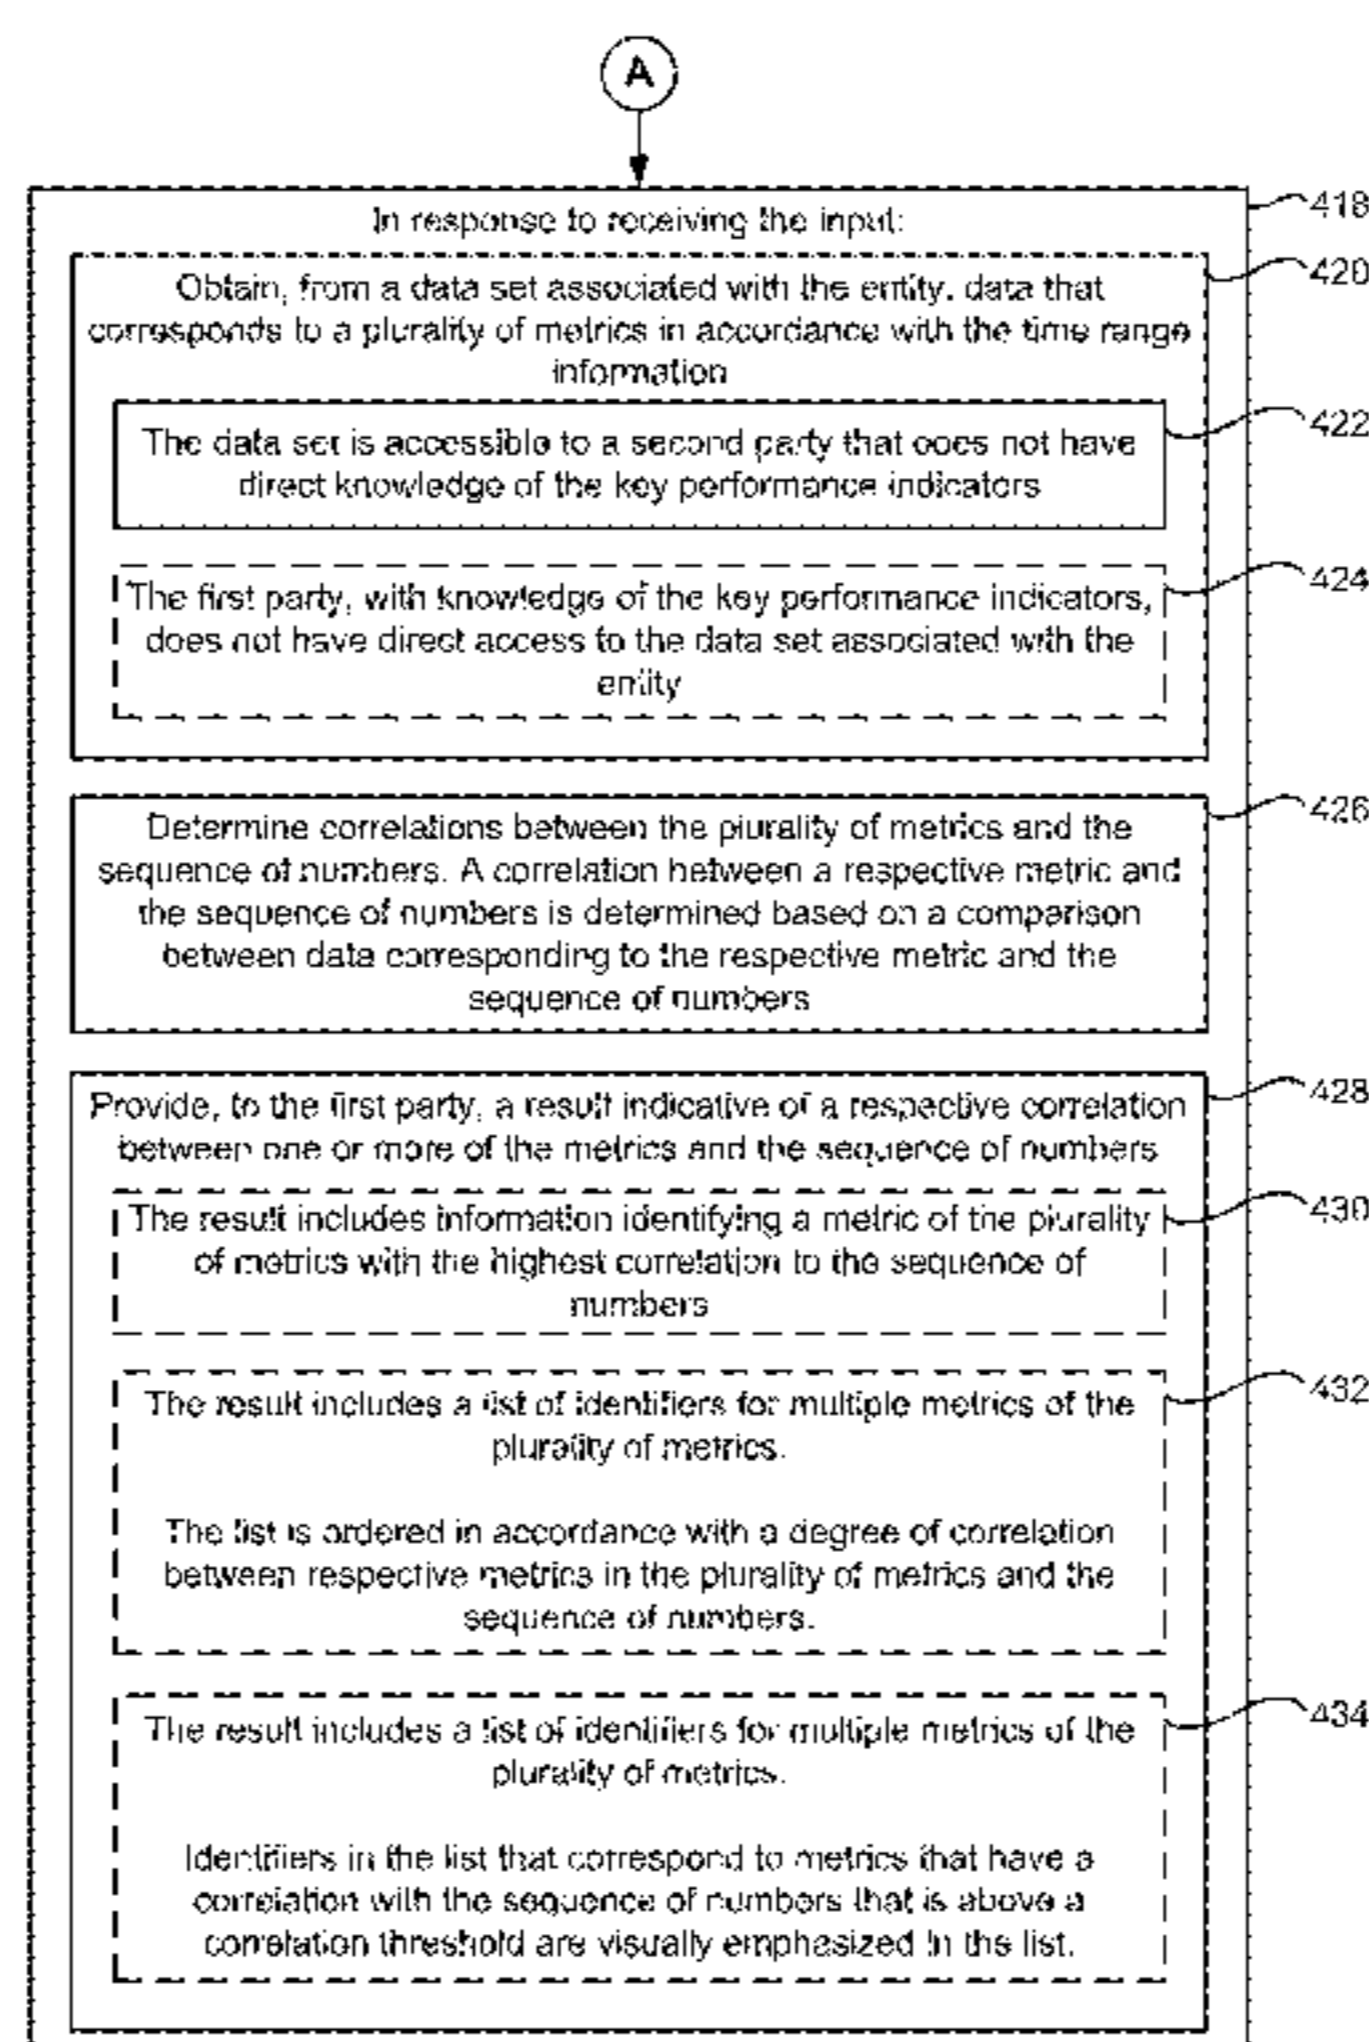 A
In response to receiving the input:
418
420
Obtain, from a data set associated with the entity, data that
corresponds to a plurality of metrics in accordance with the time range
information
422
The data set is accessible to a second party that does not have
direct knowledge of the key performance indicators
424
The first party, with knowledge of the key performance indicators,
does not have direct access to the data set associated with the
entity
426
Determine correlations between the plurality of metrics and the
sequence of numbers. A correlation between a respective metric and
the sequence of numbers is determined based on a comparison
between data corresponding to the respective metric and the
sequence of numbers
428
Provide, to the first party, a result indicative of a respective correlation
between one or more of the metrics and the sequence of numbers
430
The result includes information identifying a metric of the plurality
of metrics with the highest correlation to the sequence of
numbers
432
The result includes a list of identifiers for multiple metrics of the
plurality of metrics.
The list is ordered in accordance with a degree of correlation
between respective metrics in the plurality of metrics and the
sequence of numbers.
434
The result includes a list of identifiers for multiple metrics of the
plurality of metrics.
Identifiers in the list that correspond to metrics that have a
correlation with the sequence of numbers that is above a
correlation threshold are visually emphasized in the list.